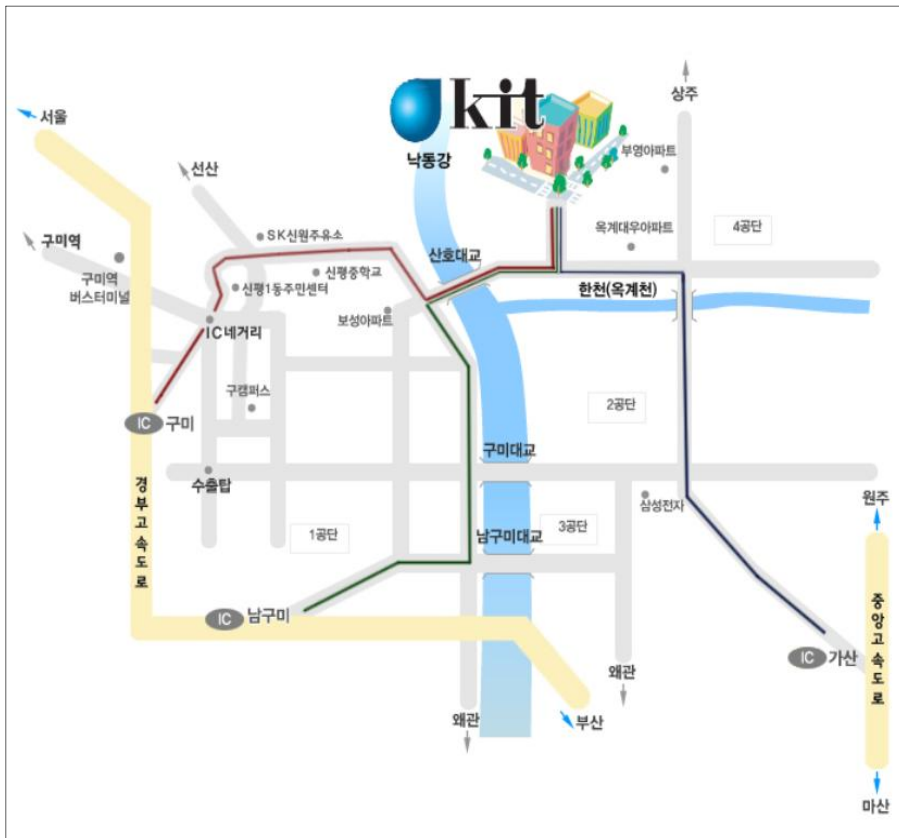 kit
상주
서울
낙동강
부영아파트
선산
SK신원주유소
옥계대우아파트
4공단
구미역
구미역
버스터미널
신평중학교
산호대교
신평1동주민센터
한천(옥계천)
보성아파트
IC네거리
구캠퍼스
2공단
IC 구미
구미대교
수출탑
삼성전자
원주
경부고속도로
1공단
3공단
남구미대교
IC 남구미
중앙고속도로
IC 가산
왜관
왜관
부산
마산